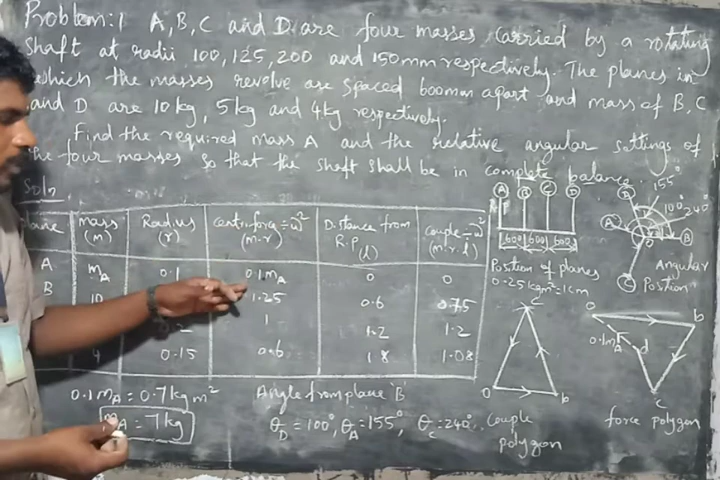 Problem:1 A, B, C and D are four masses carried by a rotating
shaft at radii 100, 125, 200 and 150mm respectively. The planes in
which the masses revolve are spaced 600mm apart and mass of B, C
and D are 10kg, 5kg and 4kg respectively.
Find the required mass A and the relative angular settings of
the four masses so that the shaft shall be in complete balance.
Soln
A B C D
R.P
600 600 600
Position of planes
0.25 kgm² = 1cm
D 155° 100° 240°
A B
C
Angular
Position
plane mass (M) Radius (r) centri.force ÷ω² (m.r) Distance from R.P (l) couple ÷ω² (m.r.l)
A mA 0.1 0.1mA 0 0
B 10 1.25 0.6 0.75
0.2 1 1.2 1.2
4 0.15 0.6 1.8 1.08
c
o b
Couple
polygon
o b
0.1mA d
c
force polygon
0.1mA = 0.7 kg m²
mA = 7kg
Angle from plane 'B'
θD = 100°, θA = 155°, θC = 240°